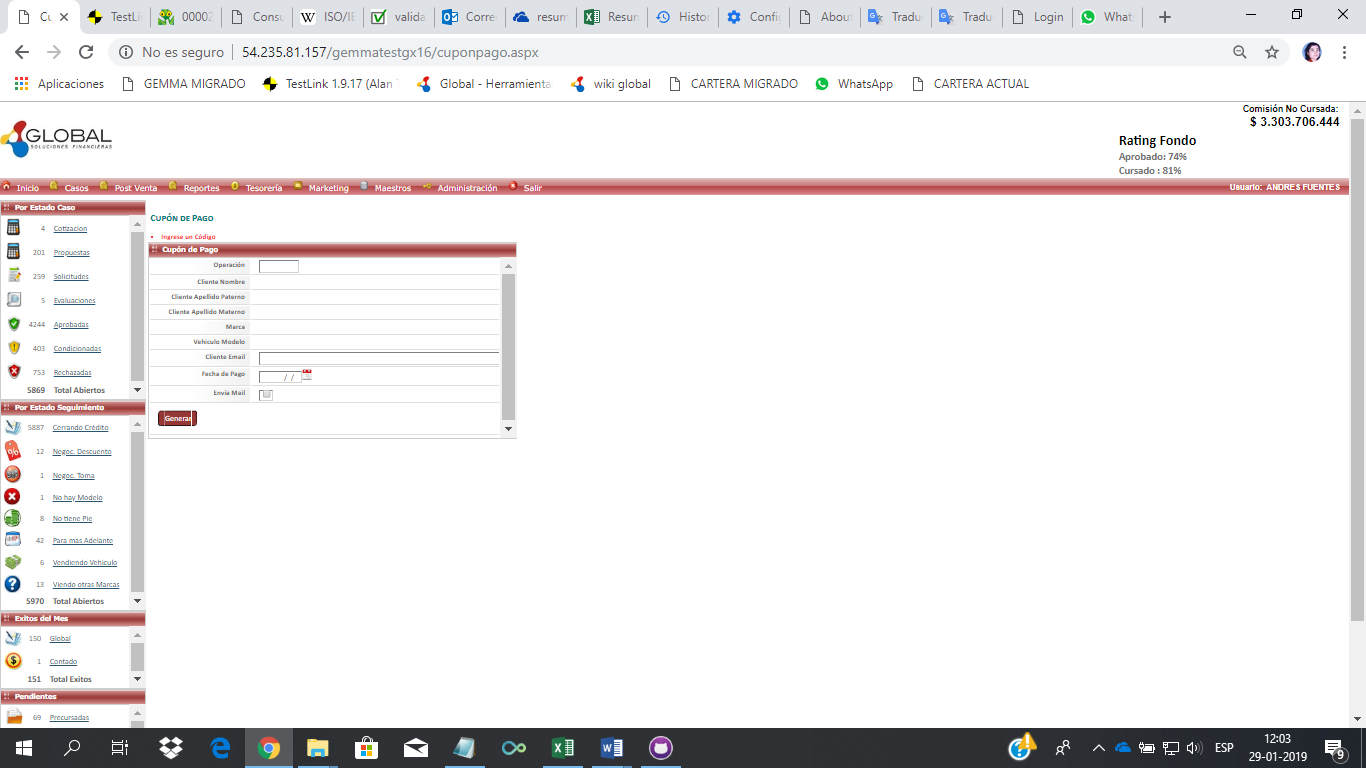 Cu
TestLi
00002
Consu
ISO/IE
valida
Corre
resum
Resun
Histor
Config
About
Tradu
Tradu
Login
What
No es seguro 54.235.81.157/gemmatestgx16/cuponpago.aspx
Aplicaciones GEMMA MIGRADO TestLink 1.9.17 (Alan Global - Herramienta wiki global CARTERA MIGRADO WhatsApp CARTERA ACTUAL
Comisión No Cursada:
$ 3.303.706.444
GLOBAL
SOLUCIONES FINANCIERAS
Rating Fondo
Aprobado: 74%
Cursado : 81%
Inicio Casos Post Venta Reportes Tesorería Marketing Maestros Administración Salir Usuario: ANDRES FUENTES
Por Estado Caso
4 Cotizacion
201 Propuestas
259 Solicitudes
5 Evaluaciones
4244 Aprobadas
403 Condicionadas
753 Rechazadas
5869 Total Abiertos
Por Estado Seguimiento
5887 Cerrando Crédito
12 Negoc. Descuento
1 Negoc. Toma
1 No hay Modelo
8 No tiene Pie
42 Para mas Adelante
6 Vendiendo Vehículo
13 Viendo otras Marcas
5970 Total Abiertos
Exitos del Mes
150 Global
1 Contado
151 Total Exitos
Pendientes
69 Precursadas
Cupón de Pago
Ingrese un Código
Cupón de Pago
Operación
Cliente Nombre
Cliente Apellido Paterno
Cliente Apellido Materno
Marca
Vehículo Modelo
Cliente Email
Fecha de Pago / /
Envía Mail
Generar
ESP
12:03
29-01-2019
9